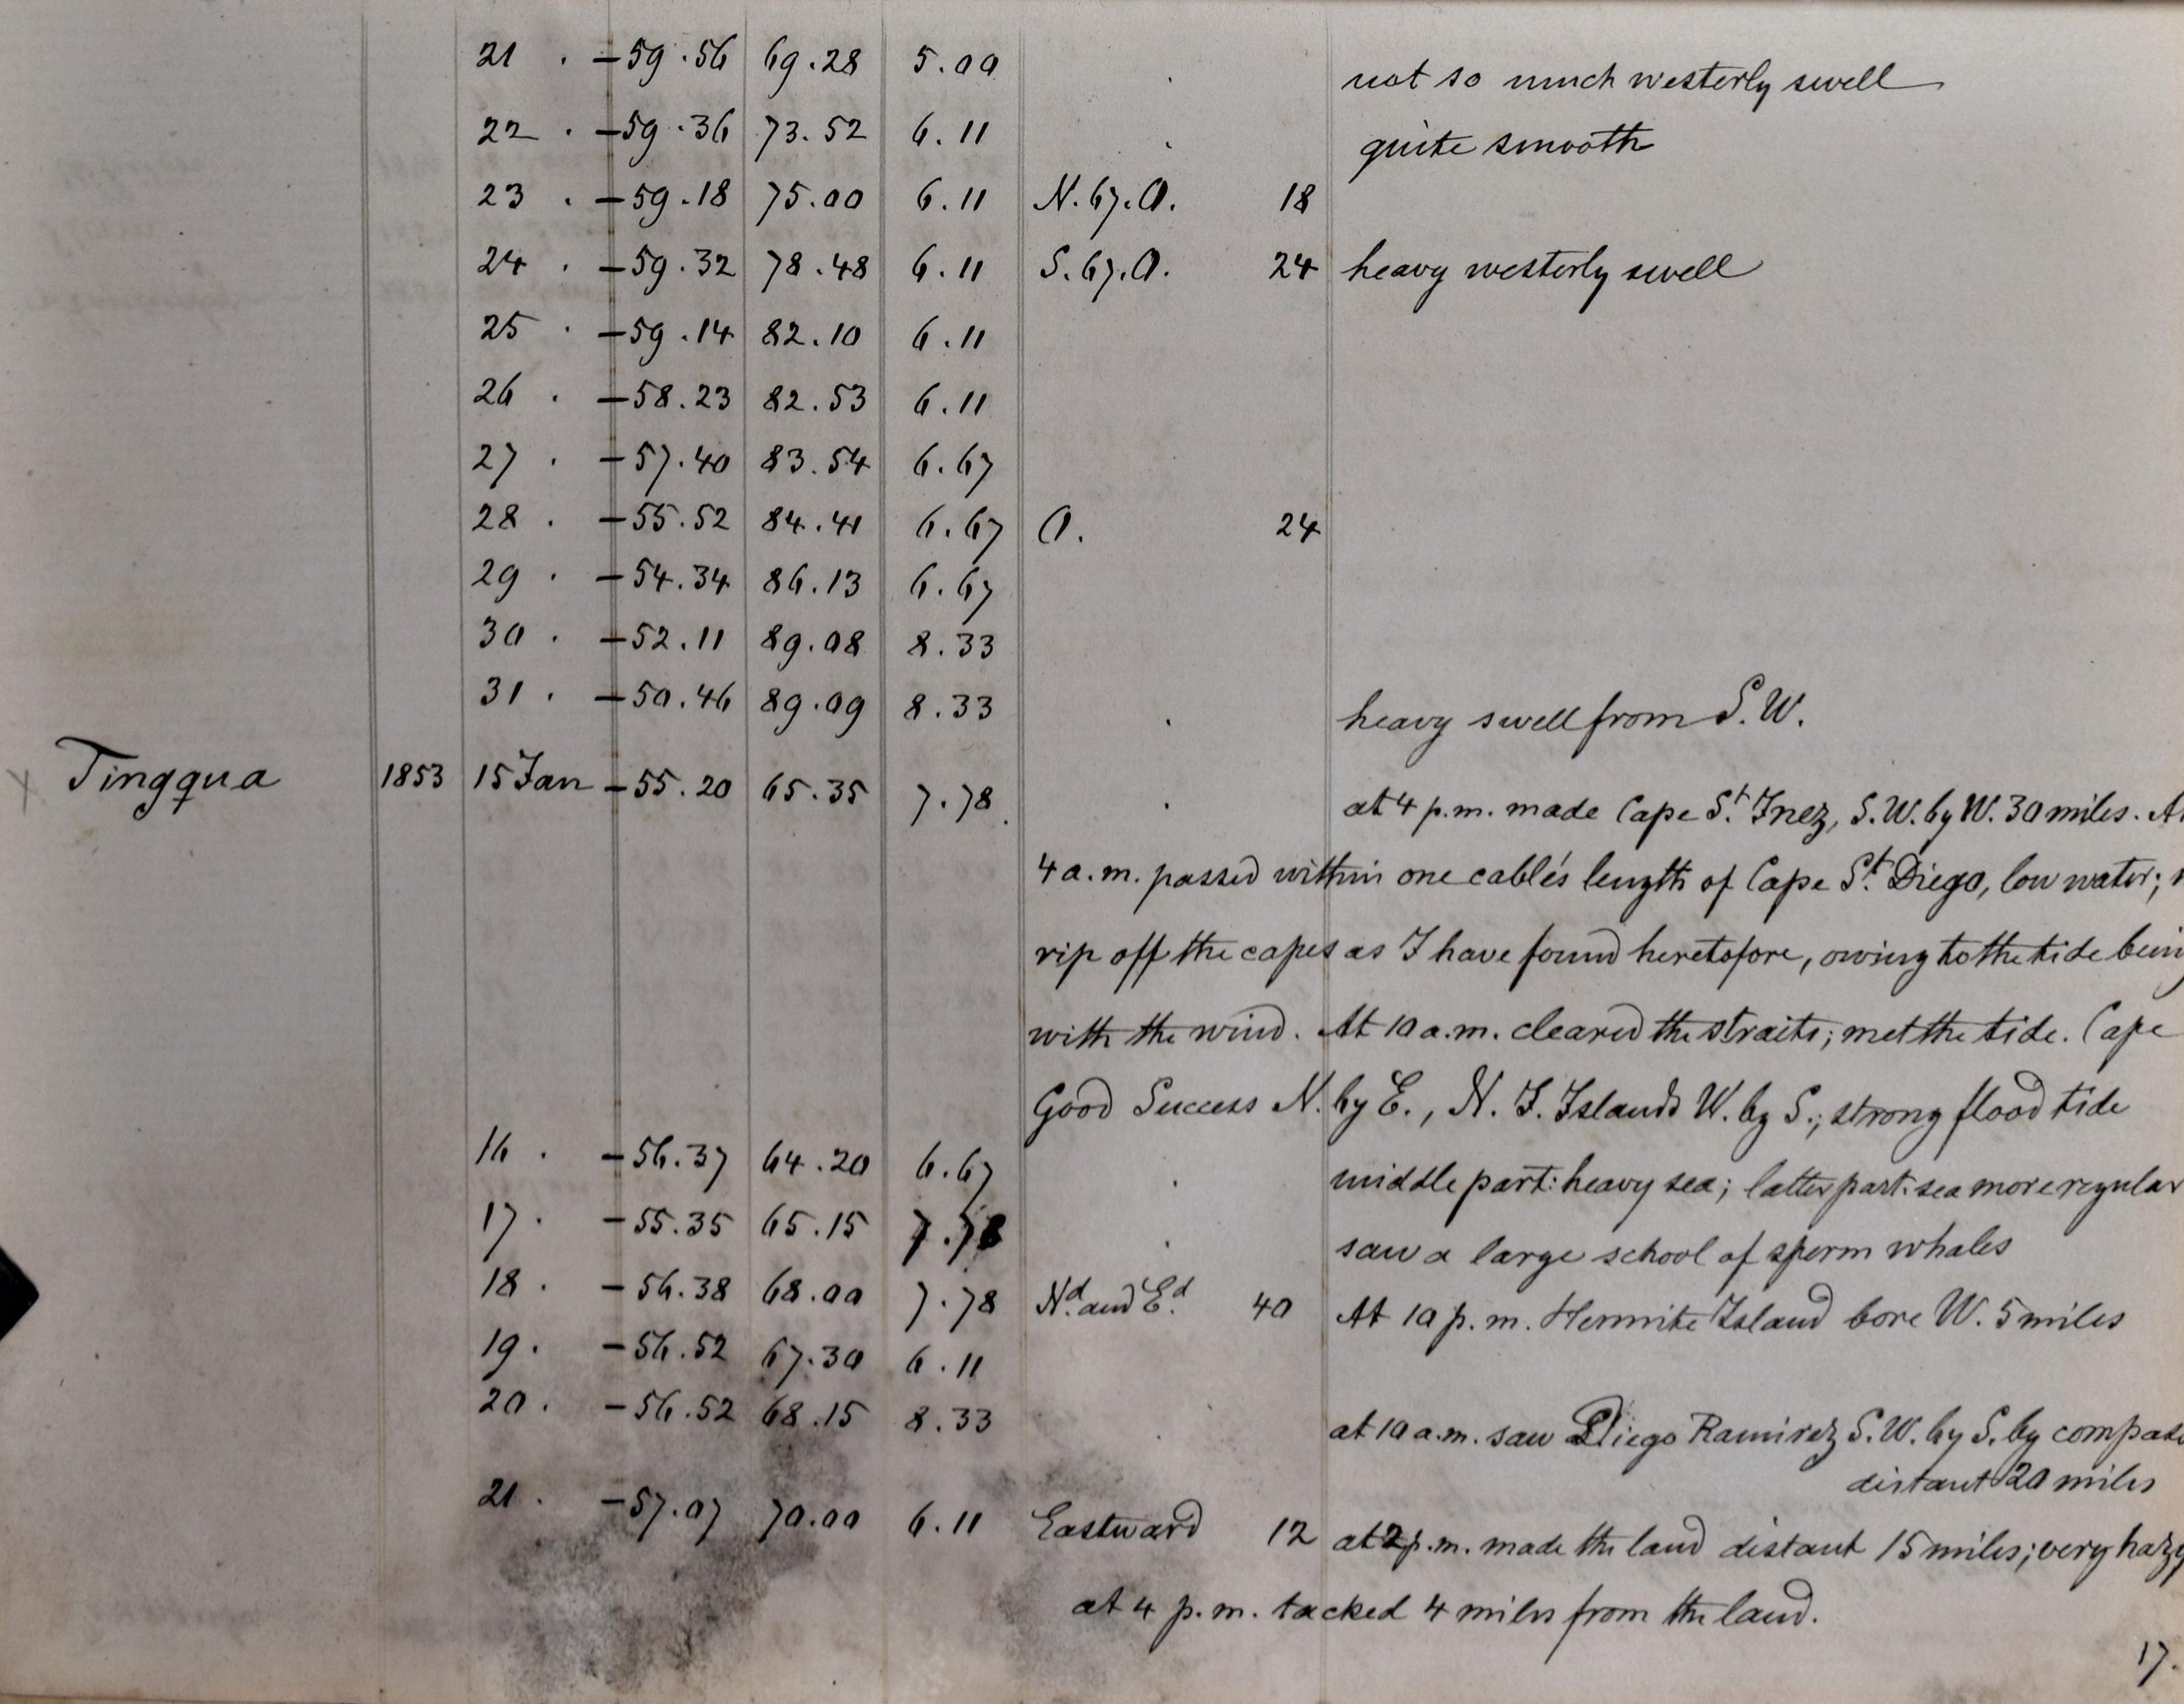 21 . -59.56 69.28 5.00 . not so much westerly swell
22 . -59.36 73.52 6.11 . quite smooth
23 . -59.18 75.00 6.11 N.67.O. 18
24 . -59.32 78.48 6.11 S.67.O. 24 heavy westerly swell
25 . -59.14 82.10 6.11
26 . -58.23 82.53 6.11
27 . -57.40 83.54 6.67
28 . -55.52 84.41 6.67 O. 24
29 . -54.34 86.13 6.67
30 . -52.11 89.08 8.33
31 . -50.46 89.09 8.33 . heavy swell from S.W.
Tingqua 1853 15 Jan -55.20 65.35 7.78 . at 4 p.m. made Cape St. Inez, S.W. by W. 30 miles. At
4 a.m. passed within one cable's length of Cape St. Diego, low water;
rip off the capes as I have found heretofore, owing to the tide being
with the wind. At 10 a.m. cleared the straits; met the tide. Cape
Good Success N. by E., N. I. Islands W. by S.; strong flood tide
16 . -56.37 64.20 6.67 . middle part: heavy sea; latter part: sea more regular
17 . -55.35 65.15 7.78 . saw a large school of sperm whales
18 . -56.38 68.00 7.78 Nd. and Ed. 40 At 10 p.m. Hermite Island bore W. 5 miles
19 . -56.52 67.30 6.11
20 . -56.52 68.15 8.33 . at 10 a.m. saw Diego Ramirez S.W. by S. by compass
distant 20 miles
21 . -57.07 70.00 6.11 Eastward 12 at 2 p.m. made the land distant 15 miles; very hazy
at 4 p.m. tacked 4 miles from the land.
17.